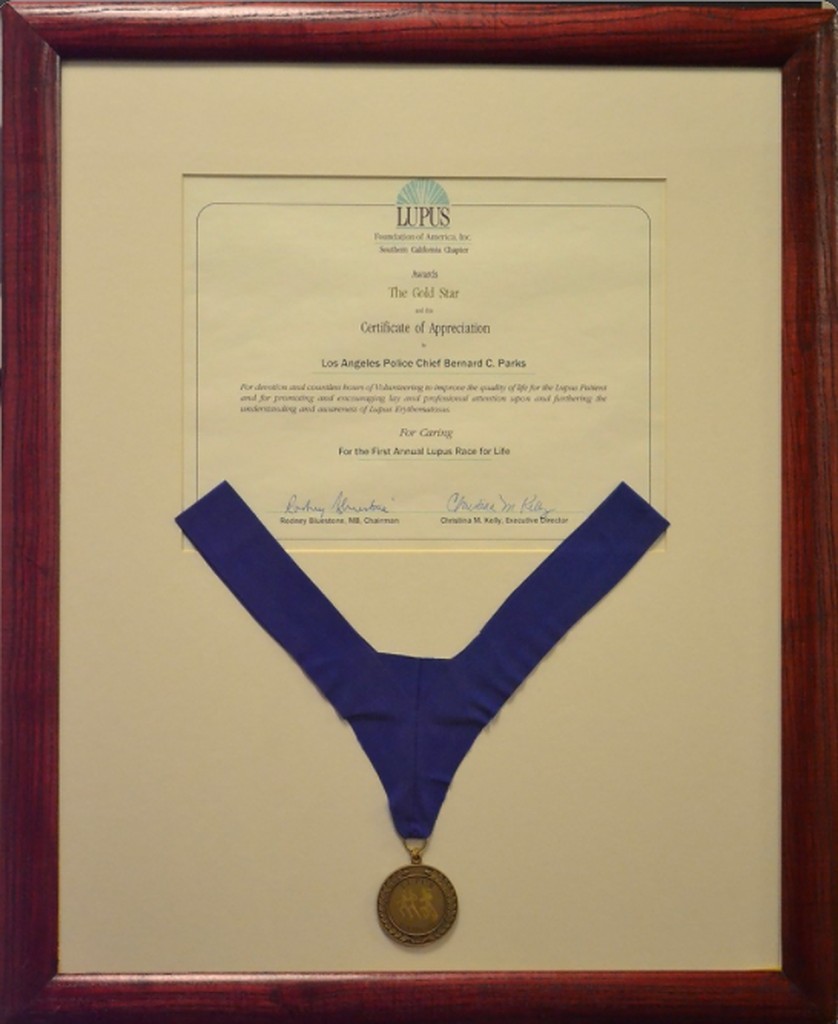 LUPUS
Foundation of America, Inc.
Southern California Chapter
Awards
The Gold Star
and the
Certificate of Appreciation
to
Los Angeles Police Chief Bernard C. Parks
For devotion and countless hours of Volunteering to improve the quality of life for the Lupus Patient
and for promoting and encouraging lay and professional attention upon and furthering the
understanding and awareness of Lupus Erythematosus
For Caring
For the First Annual Lupus Race for Life
Rodney Bluestone Christina M. Kelly
Rodney Bluestone, MB, Chairman Christina M. Kelly, Executive Director